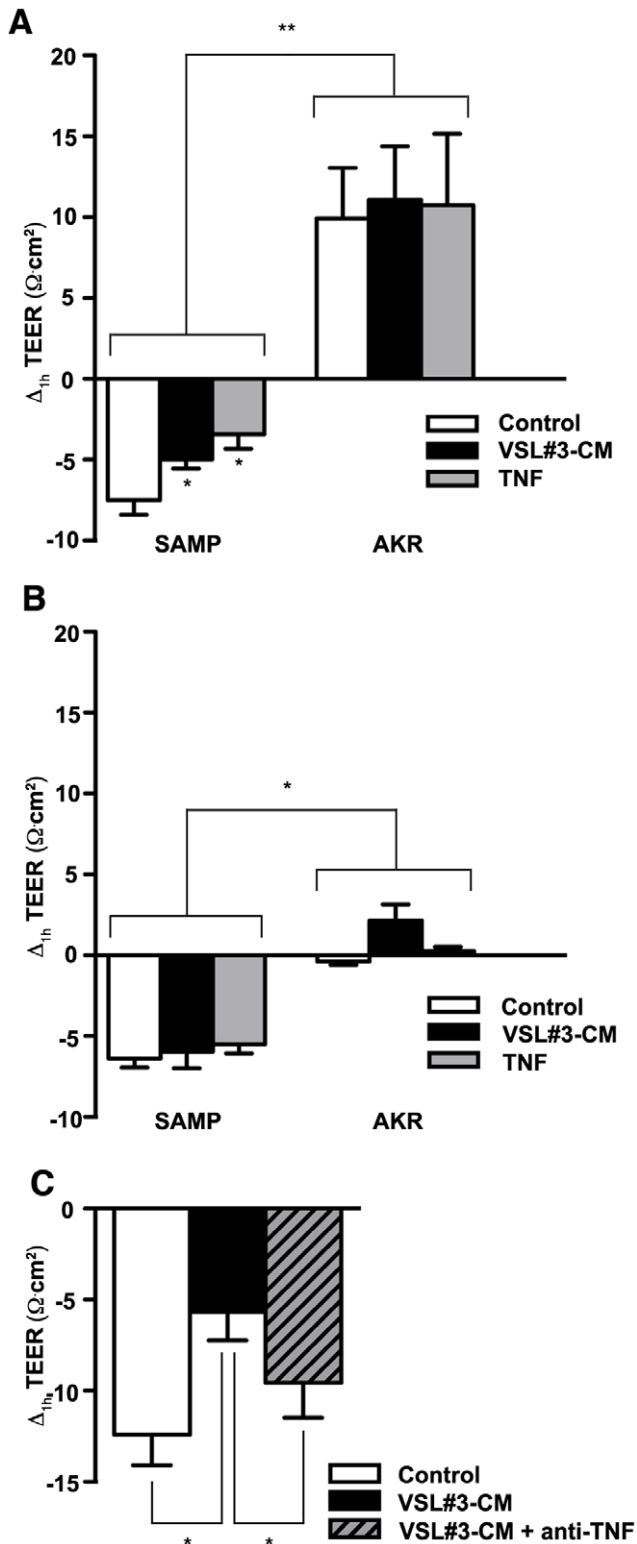 A
**
20
15
10
5
0
-5
-10
Δ1h TEER (Ω·cm²)
* *
Control
VSL#3-CM
TNF
SAMP AKR
B
20
15
10
5
0
-5
-10
Δ1h TEER (Ω·cm²)
*
Control
VSL#3-CM
TNF
SAMP AKR
C
0
-5
-10
-15
Δ1h TEER (Ω·cm²)
Control
VSL#3-CM
VSL#3-CM + anti-TNF
* *